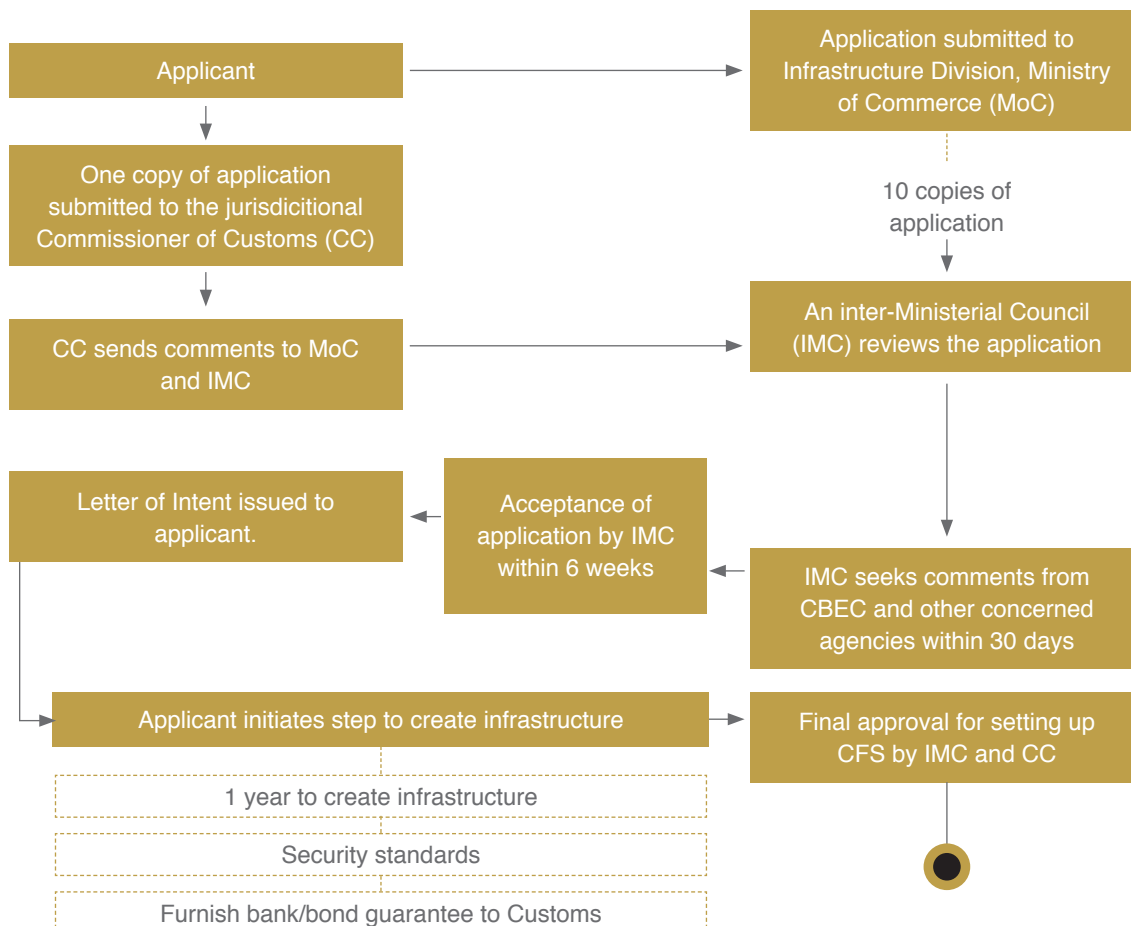 Applicant
Application submitted to
Infrastructure Division, Ministry
of Commerce (MoC)
One copy of application
submitted to the jurisdicitional
Commissioner of Customs (CC)
10 copies of
application
CC sends comments to MoC
and IMC
An inter-Ministerial Council
(IMC) reviews the application
Letter of Intent issued to
applicant.
Acceptance of
application by IMC
within 6 weeks
IMC seeks comments from
CBEC and other concerned
agencies within 30 days
Applicant initiates step to create infrastructure
Final approval for setting up
CFS by IMC and CC
1 year to create infrastructure
Security standards
Furnish bank/bond guarantee to Customs